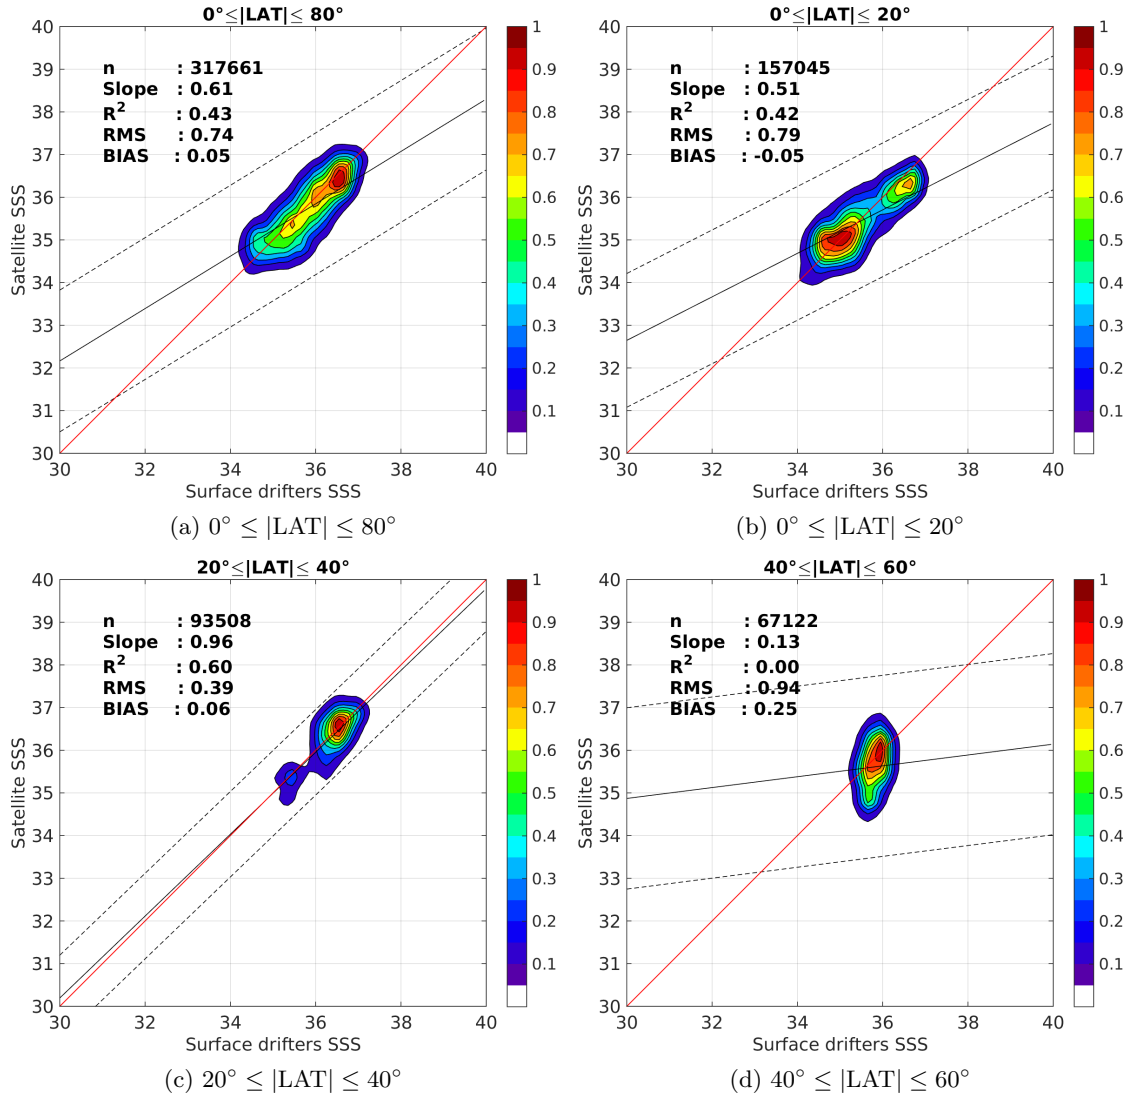 0°≤|LAT|≤ 80°
n : 317661
Slope : 0.61
R² : 0.43
RMS : 0.74
BIAS : 0.05
40
39
38
37
36
35
34
33
32
31
30
30 32 34 36 38 40
Satellite SSS
Surface drifters SSS
1
0.9
0.8
0.7
0.6
0.5
0.4
0.3
0.2
0.1
(a) 0° ≤ |LAT| ≤ 80°
0°≤|LAT|≤ 20°
n : 157045
Slope : 0.51
R² : 0.42
RMS : 0.79
BIAS : -0.05
40
39
38
37
36
35
34
33
32
31
30
30 32 34 36 38 40
Satellite SSS
Surface drifters SSS
1
0.9
0.8
0.7
0.6
0.5
0.4
0.3
0.2
0.1
(b) 0° ≤ |LAT| ≤ 20°
20°≤|LAT|≤ 40°
n : 93508
Slope : 0.96
R² : 0.60
RMS : 0.39
BIAS : 0.06
40
39
38
37
36
35
34
33
32
31
30
30 32 34 36 38 40
Satellite SSS
Surface drifters SSS
1
0.9
0.8
0.7
0.6
0.5
0.4
0.3
0.2
0.1
(c) 20° ≤ |LAT| ≤ 40°
40°≤|LAT|≤ 60°
n : 67122
Slope : 0.13
R² : 0.00
RMS : 0.94
BIAS : 0.25
40
39
38
37
36
35
34
33
32
31
30
30 32 34 36 38 40
Satellite SSS
Surface drifters SSS
1
0.9
0.8
0.7
0.6
0.5
0.4
0.3
0.2
0.1
(d) 40° ≤ |LAT| ≤ 60°